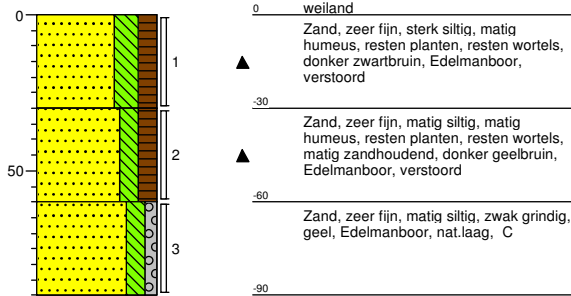 0
50
1
2
3
0 weiland
Zand, zeer fijn, sterk siltig, matig
humeus, resten planten, resten wortels,
donker zwartbruin, Edelmanboor,
verstoord
-30
Zand, zeer fijn, matig siltig, matig
humeus, resten planten, resten wortels,
matig zandhoudend, donker geelbruin,
Edelmanboor, verstoord
-60
Zand, zeer fijn, matig siltig, zwak grindig,
geel, Edelmanboor, nat.laag, C
-90